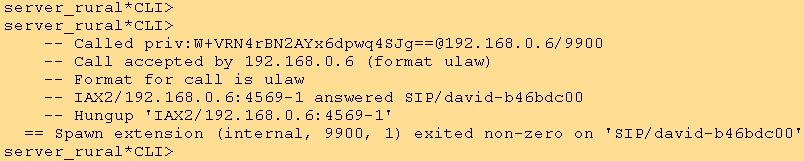 server_rural*CLI>
server_rural*CLI>
-- Called priv:W+VRN4rBN2AYx6dpwq4SJg==@192.168.0.6/9900
-- Call accepted by 192.168.0.6 (format ulaw)
-- Format for call is ulaw
-- IAX2/192.168.0.6:4569-1 answered SIP/david-b46bdc00
-- Hungup 'IAX2/192.168.0.6:4569-1'
== Spawn extension (internal, 9900, 1) exited non-zero on 'SIP/david-b46bdc00'
server_rural*CLI>